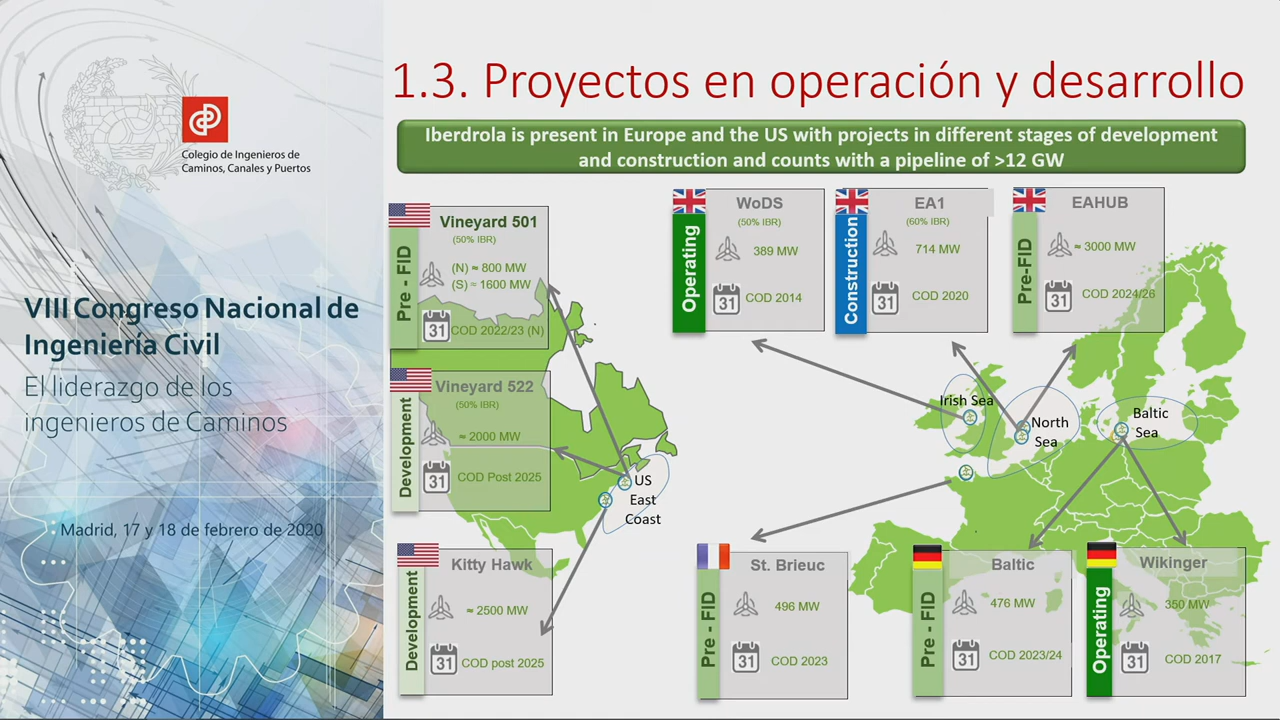 Colegio de Ingenieros de
Caminos, Canales y Puertos
VIII Congreso Nacional de
Ingeniería Civil
El liderazgo de los
ingenieros de Caminos
Madrid, 17 y 18 de febrero de 2020
1.3. Proyectos en operación y desarrollo
Iberdrola is present in Europe and the US with projects in different stages of development
and construction and counts with a pipeline of >12 GW
Vineyard 501
(50% IBR)
Pre - FID
(N) ≈ 800 MW
(S) ≈ 1600 MW
31
COD 2022/23 (N)
Vineyard 522
(50% IBR)
Development
≈ 2000 MW
31
COD Post 2025
Kitty Hawk
Development
≈ 2500 MW
31
COD post 2025
US
East
Coast
WoDS
(50% IBR)
Operating
389 MW
31
COD 2014
EA1
(60% IBR)
Construction
714 MW
31
COD 2020
EAHUB
Pre-FID
≈ 3000 MW
31
COD 2024/26
Irish Sea
North
Sea
Baltic
Sea
St. Brieuc
Pre - FID
496 MW
31
COD 2023
Baltic
Pre - FID
476 MW
31
COD 2023/24
Wikinger
Operating
350 MW
31
COD 2017